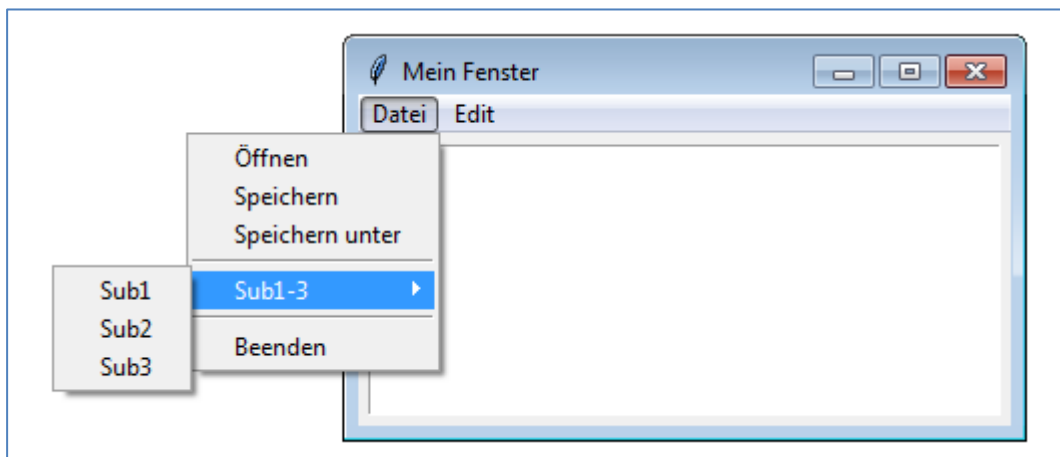 Mein Fenster
Datei Edit
Öffnen
Speichern
Speichern unter
Sub1-3
Beenden
Sub1
Sub2
Sub3